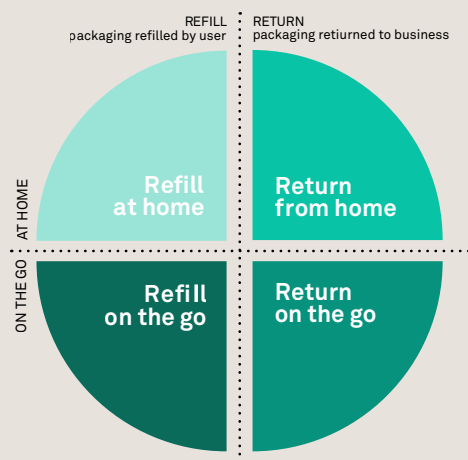 REFILL
packaging refilled by user
RETURN
packaging retiurned to business
AT HOME
Refill
at home
Return
from home
ON THE GO
Refill
on the go
Return
on the go